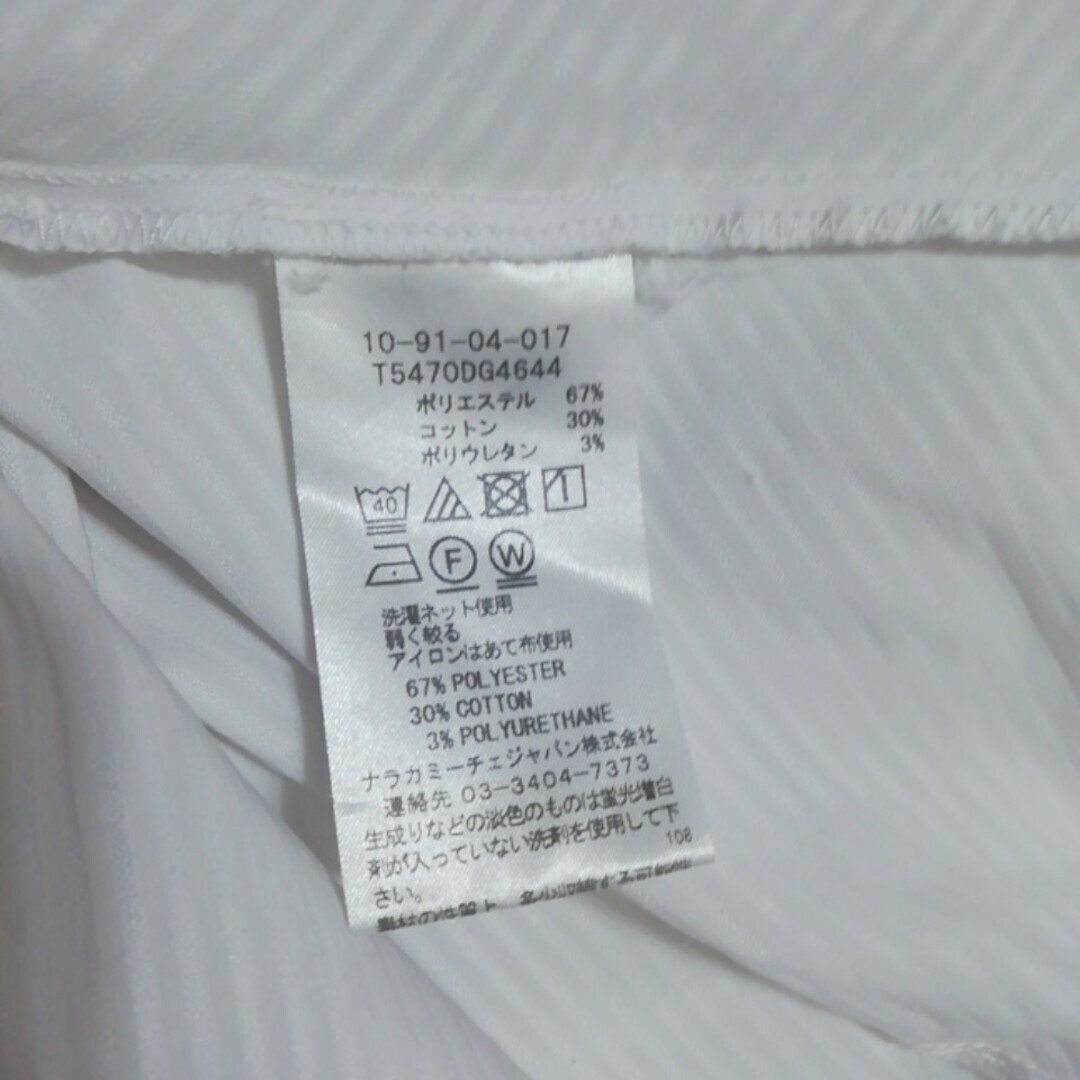 10-91-04-017
T5470DG4644
ポリエステル 67%
コットン 30%
ポリウレタン 3%
40
F W
洗濯ネット使用
弱く絞る
アイロンはあて布使用
67% POLYESTER
30% COTTON
3% POLYURETHANE
ナラカミーチェジャパン株式会社
連絡先 03-3404-7373
生成りなどの淡色のものは蛍光増白
剤が入っていない洗剤を使用して下
さい。
108